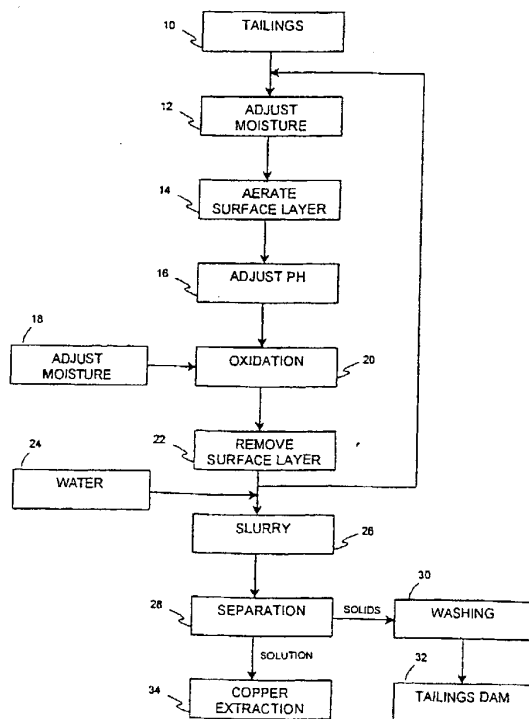 10
TAILINGS
12
ADJUST
MOISTURE
14
AERATE
SURFACE LAYER
16
ADJUST PH
18
ADJUST
MOISTURE
OXIDATION
20
22
REMOVE
SURFACE LAYER
24
WATER
SLURRY
26
28
SEPARATION
SOLIDS
30
WASHING
SOLUTION
32
TAILINGS DAM
34
COPPER
EXTRACTION